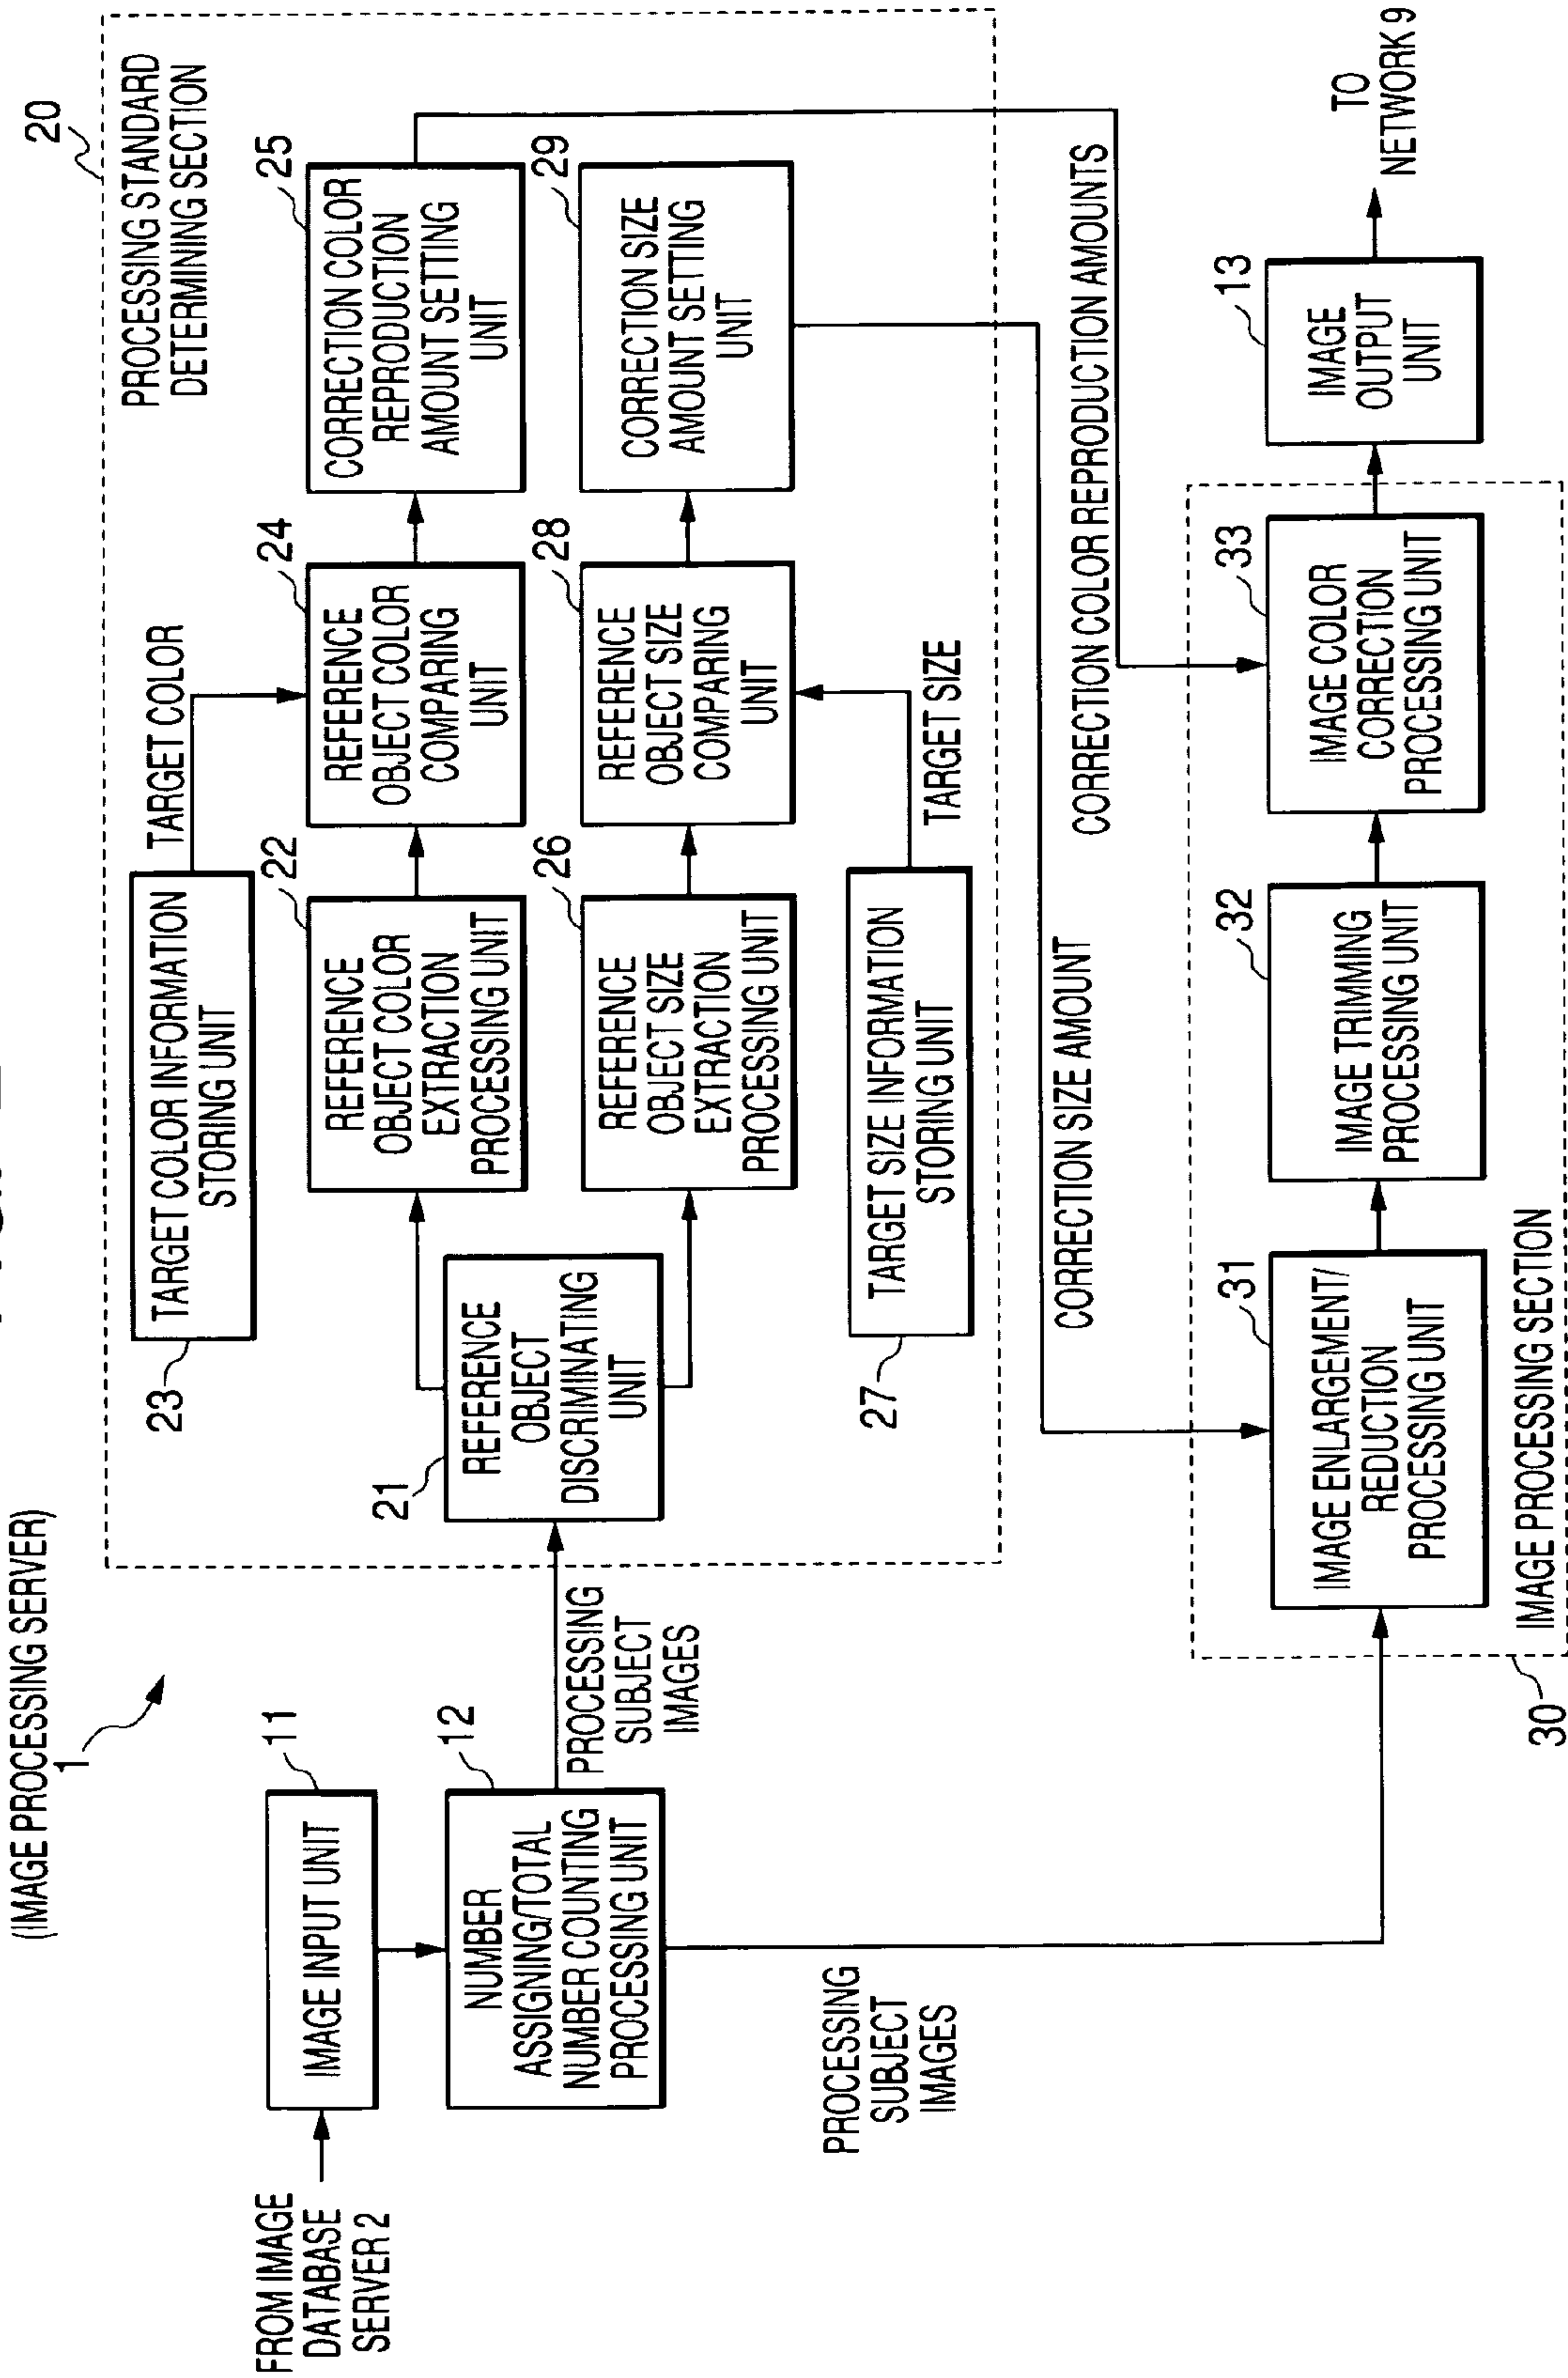 (IMAGE PROCESSING SERVER)
1
FROM IMAGE
DATABASE
SERVER 2
11
IMAGE INPUT UNIT
12
NUMBER
ASSIGNING/TOTAL
NUMBER COUNTING
PROCESSING UNIT
PROCESSING
SUBJECT
IMAGES
PROCESSING
SUBJECT
IMAGES
20
PROCESSING STANDARD
DETERMINING SECTION
21
REFERENCE
OBJECT
DISCRIMINATING
UNIT
23
TARGET COLOR INFORMATION
STORING UNIT
TARGET COLOR
22
REFERENCE
OBJECT COLOR
EXTRACTION
PROCESSING UNIT
24
REFERENCE
OBJECT COLOR
COMPARING
UNIT
25
CORRECTION COLOR
REPRODUCTION
AMOUNT SETTING
UNIT
26
REFERENCE
OBJECT SIZE
EXTRACTION
PROCESSING UNIT
28
REFERENCE
OBJECT SIZE
COMPARING
UNIT
29
CORRECTION SIZE
AMOUNT SETTING
UNIT
27
TARGET SIZE INFORMATION
STORING UNIT
TARGET SIZE
CORRECTION SIZE AMOUNT
CORRECTION COLOR REPRODUCTION AMOUNTS
30
IMAGE PROCESSING SECTION
31
IMAGE ENLARGEMENT/
REDUCTION
PROCESSING UNIT
32
IMAGE TRIMMING
PROCESSING UNIT
33
IMAGE COLOR
CORRECTION
PROCESSING UNIT
13
IMAGE
OUTPUT
UNIT
TO
NETWORK 9